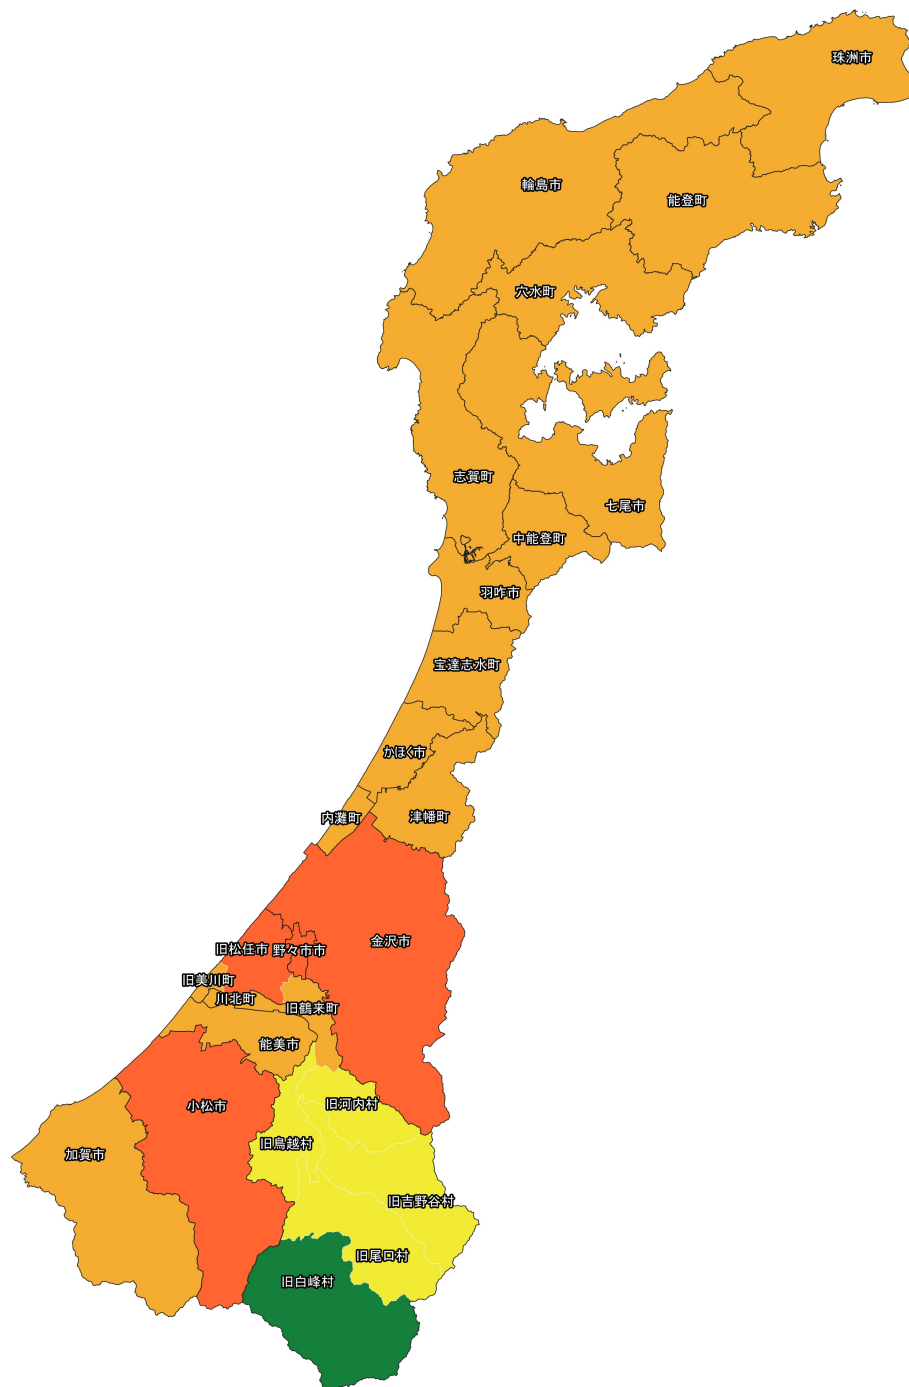 珠洲市
輪島市
能登町
穴水町
志賀町
七尾市
中能登町
羽咋市
宝達志水町
かほく市
内灘町
津幡町
金沢市
旧松任市
野々市市
旧美川町
川北町
旧鶴来町
能美市
小松市
旧河内村
旧鳥越村
加賀市
旧吉野谷村
旧尾口村
旧白峰村